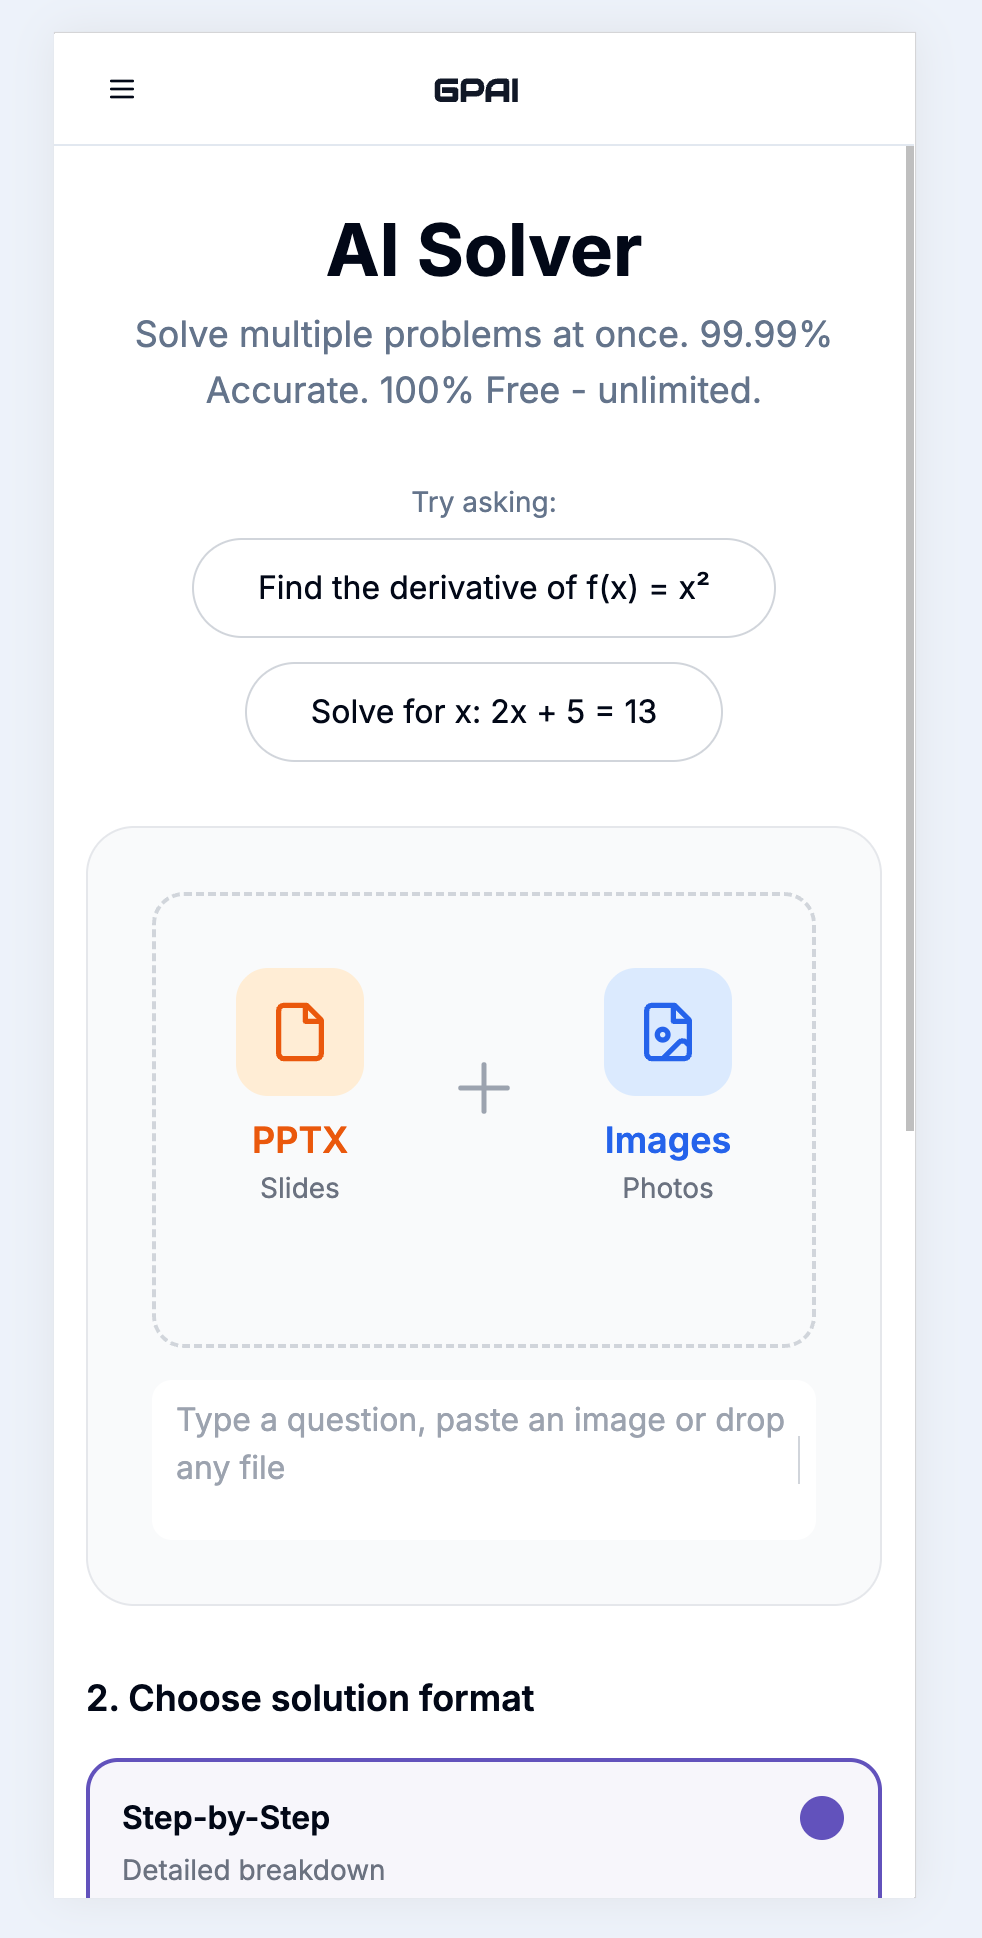 GPAI
AI Solver
Solve multiple problems at once. 99.99%
Accurate. 100% Free - unlimited.
Try asking:
Find the derivative of f(x) = x²
Solve for x: 2x + 5 = 13
PPTX
Slides
Images
Photos
Type a question, paste an image or drop
any file
2. Choose solution format
Step-by-Step
Detailed breakdown